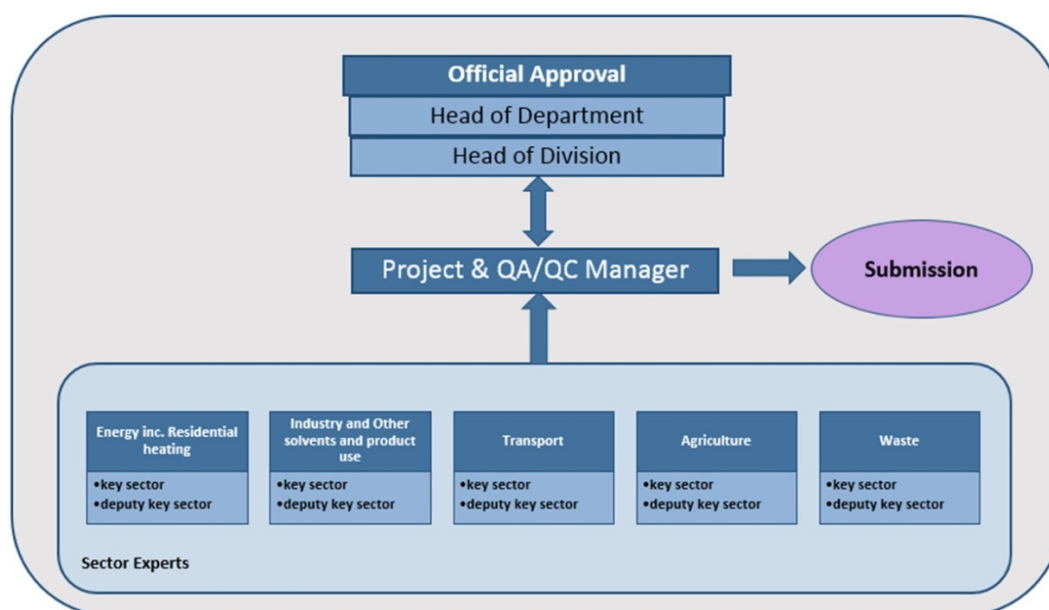 Official Approval
Head of Department
Head of Division
Project & QA/QC Manager
Submission
Energy inc. Residential
heating
•key sector
•deputy key sector
Industry and Other
solvents and product
use
•key sector
•deputy key sector
Transport
•key sector
•deputy key sector
Agriculture
•key sector
•deputy key sector
Waste
•key sector
•deputy key sector
Sector Experts